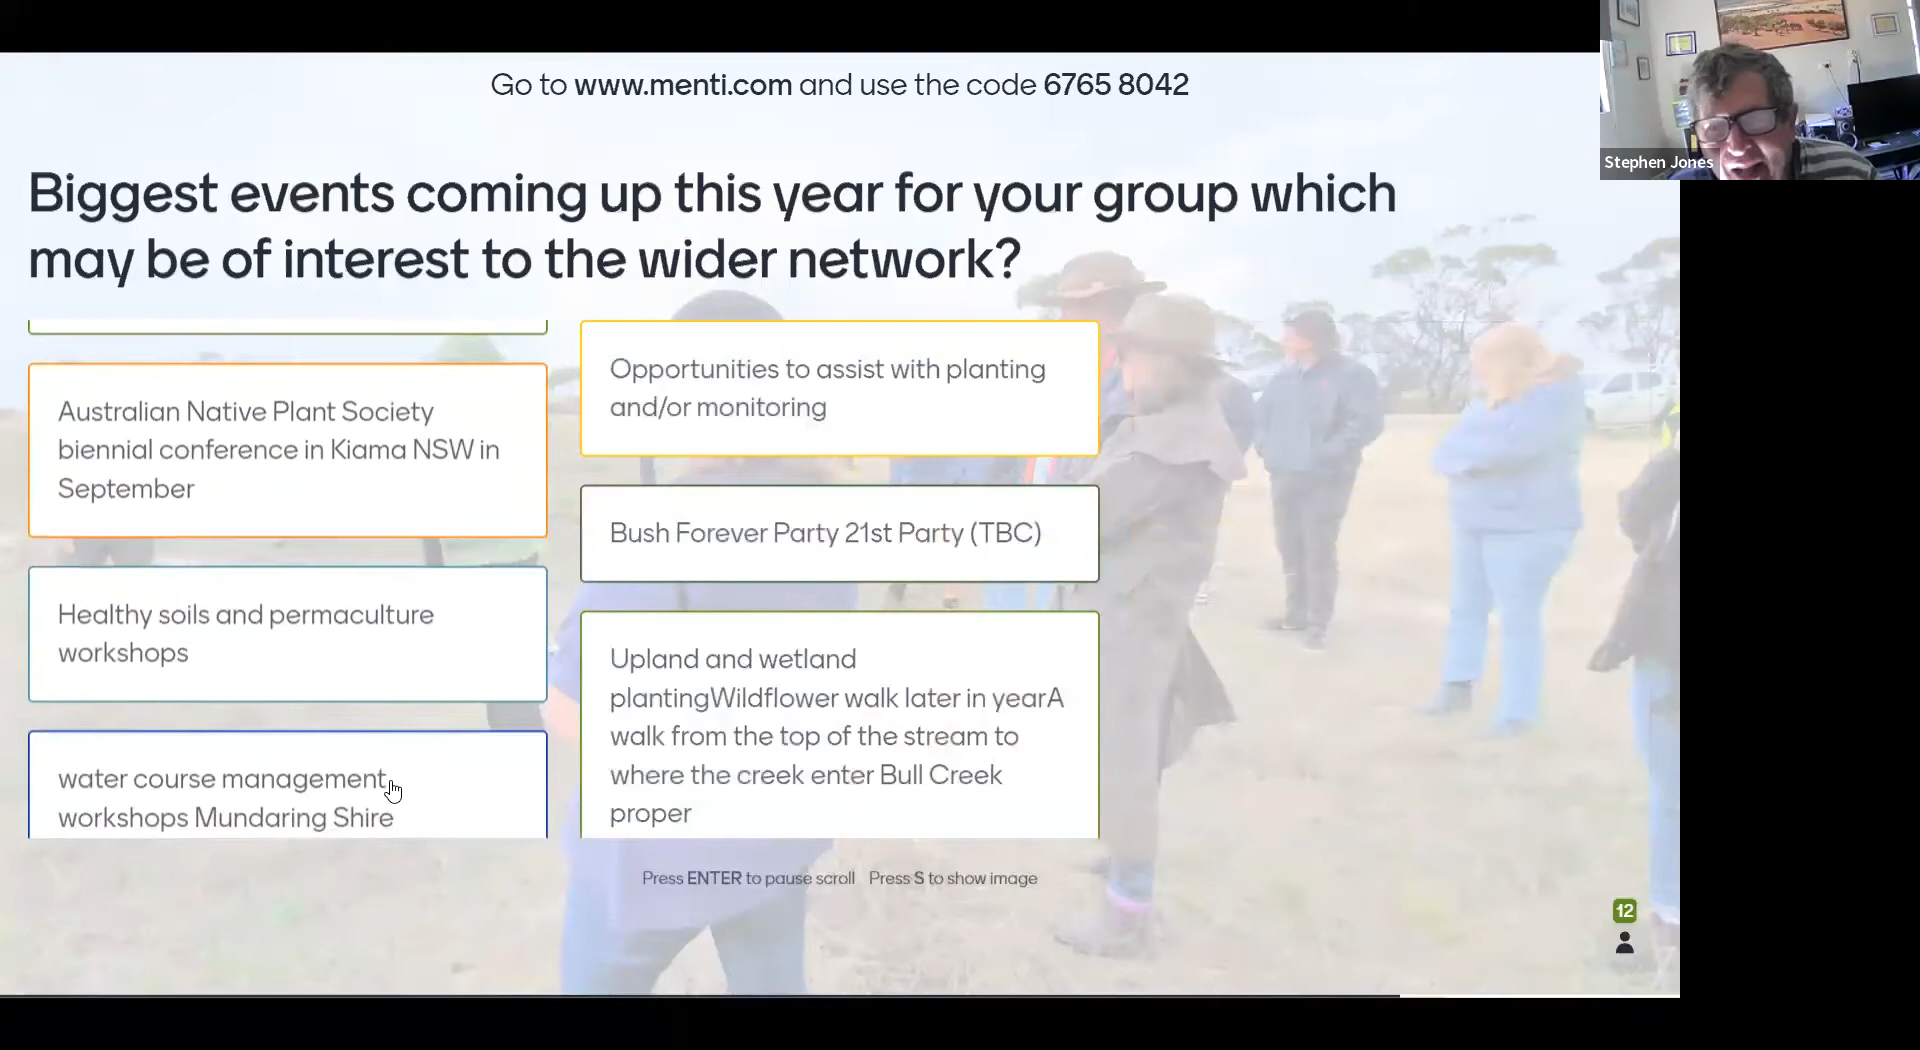 Go to www.menti.com and use the code 6765 8042
Stephen Jones
Biggest events coming up this year for your group which
may be of interest to the wider network?
Australian Native Plant Society
biennial conference in Kiama NSW in
September
Healthy soils and permaculture
workshops
water course management
workshops Mundaring Shire
Opportunities to assist with planting
and/or monitoring
Bush Forever Party 21st Party (TBC)
Upland and wetland
plantingWildflower walk later in yearA
walk from the top of the stream to
where the creek enter Bull Creek
proper
Press ENTER to pause scroll Press S to show image
12